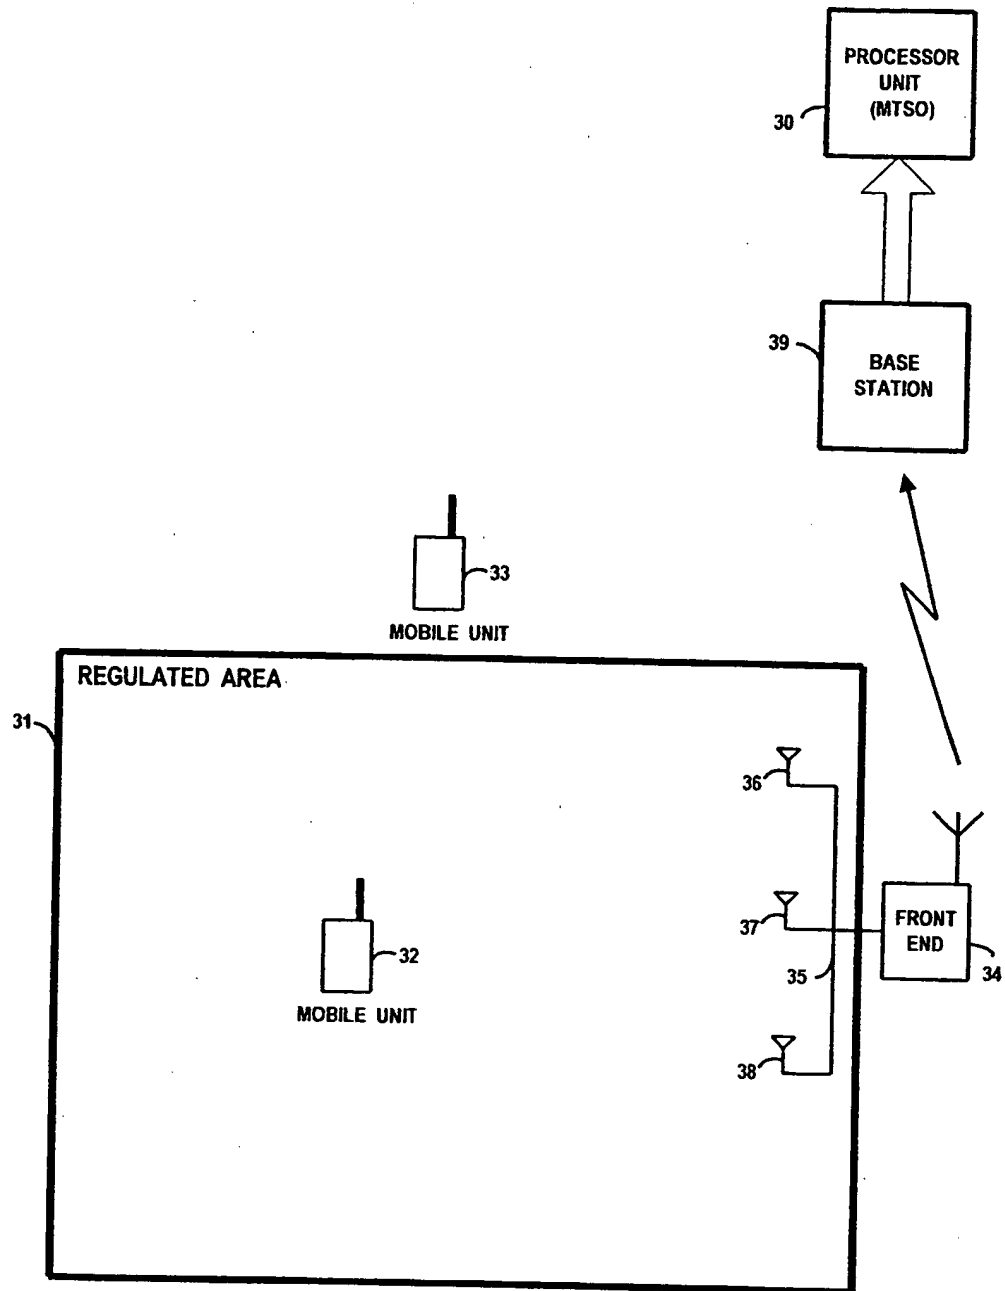 PROCESSOR
UNIT
(MTSO)
30
39
BASE
STATION
33
MOBILE UNIT
REGULATED AREA
31
36
37
FRONT
END
32
35
34
MOBILE UNIT
38